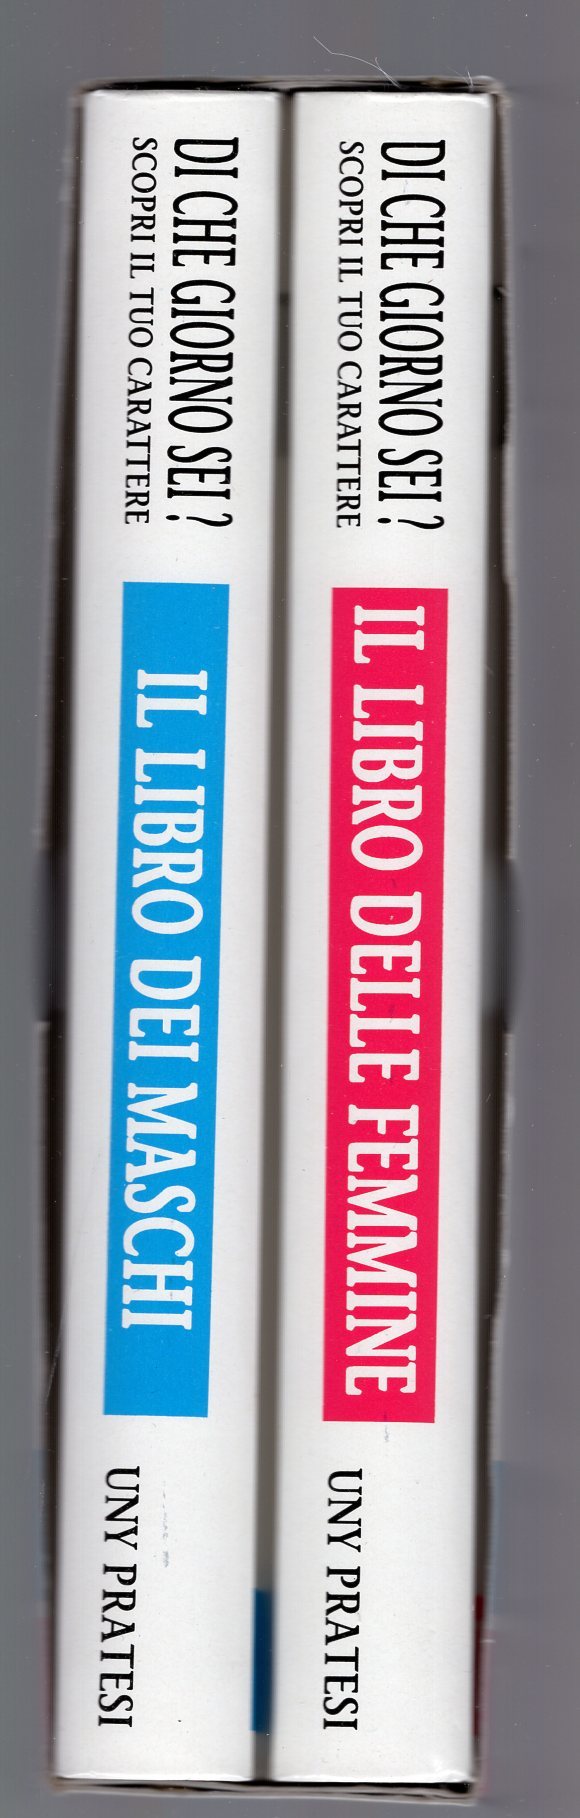 DI CHE GIORNO SEI ?
SCOPRI IL TUO CARATTERE
IL LIBRO DEI MASCHI
UNY PRATESI
DI CHE GIORNO SEI ?
SCOPRI IL TUO CARATTERE
IL LIBRO DELLE FEMMINE
UNY PRATESI